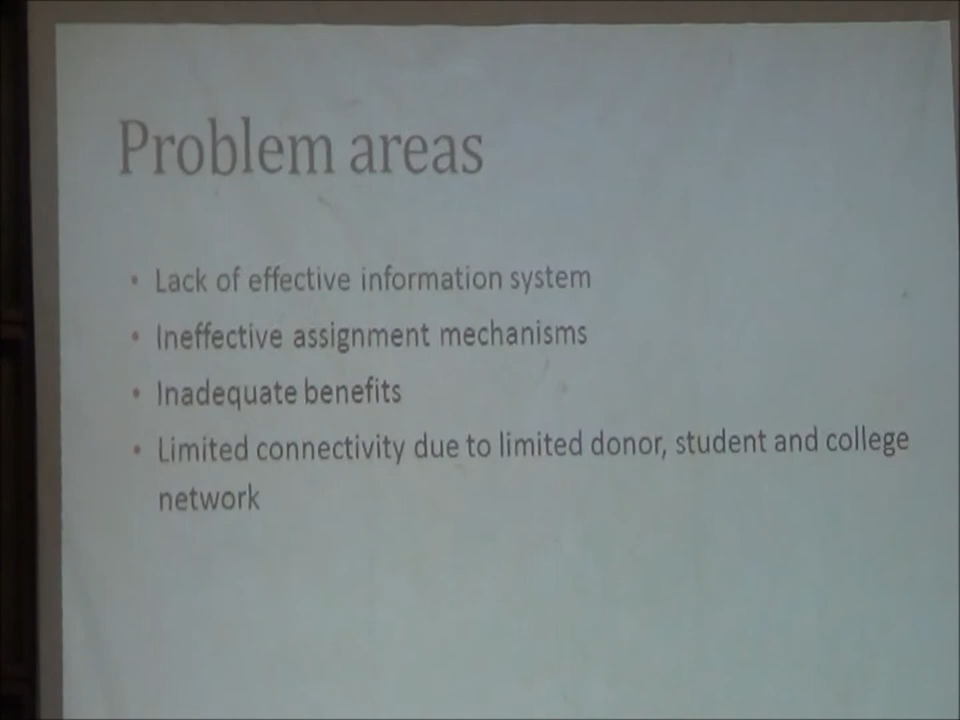 Problem areas
• Lack of effective information system
• Ineffective assignment mechanisms
• Inadequate benefits
• Limited connectivity due to limited donor, student and college
network